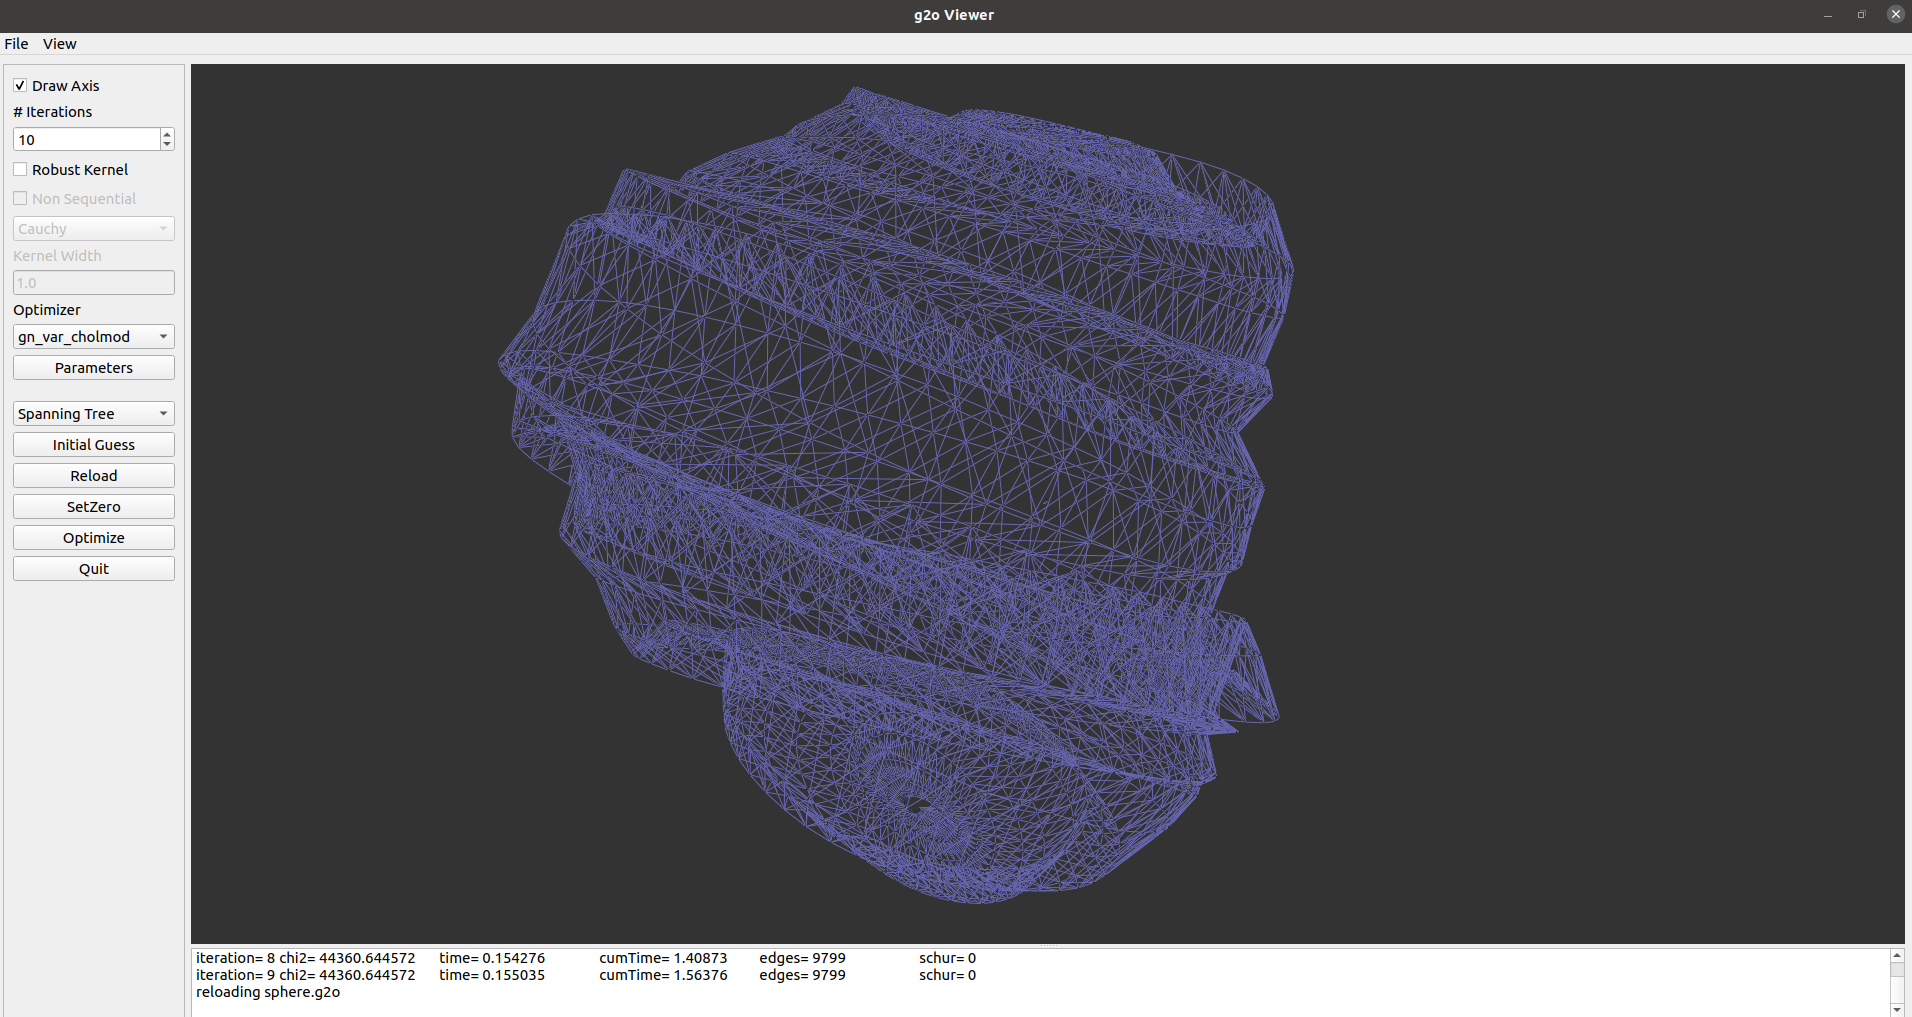 g2o Viewer
File View
Draw Axis
# Iterations
10
Robust Kernel
Non Sequential
Cauchy
Kernel Width
1.0
Optimizer
gn_var_cholmod
Parameters
Spanning Tree
Initial Guess
Reload
SetZero
Optimize
Quit
iteration= 8 chi2= 44360.644572 time= 0.154276 cumTime= 1.40873 edges= 9799 schur= 0
iteration= 9 chi2= 44360.644572 time= 0.155035 cumTime= 1.56376 edges= 9799 schur= 0
reloading sphere.g2o